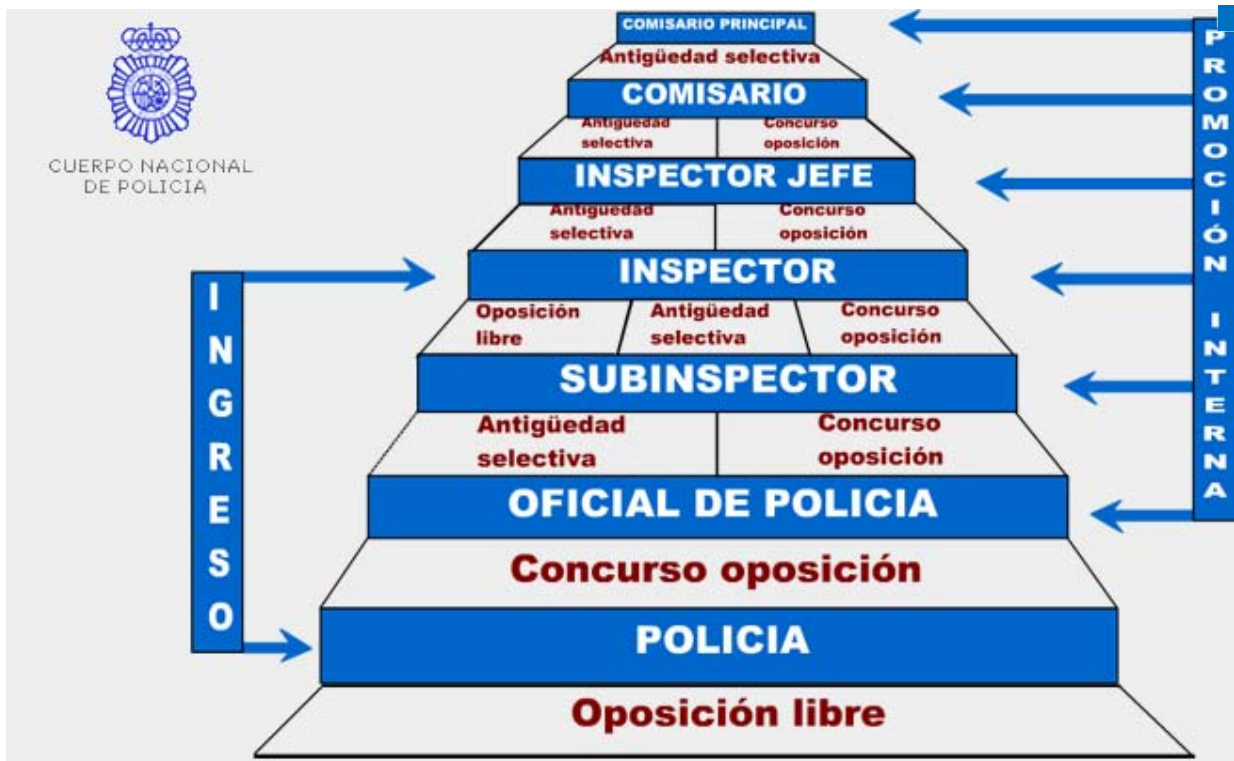 CUERPO NACIONAL
DE POLICIA
COMISARIO PRINCIPAL
Antigüedad selectiva
COMISARIO
Antigüedad
selectiva
Concurso
oposición
INSPECTOR JEFE
Antigüedad
selectiva
Concurso
oposición
INSPECTOR
Oposición
libre
Antigüedad
selectiva
Concurso
oposición
SUBINSPECTOR
Antigüedad
selectiva
Concurso
oposición
OFICIAL DE POLICIA
Concurso oposición
POLICIA
Oposición libre
INGRESO
PROMOCIÓN INTERNA